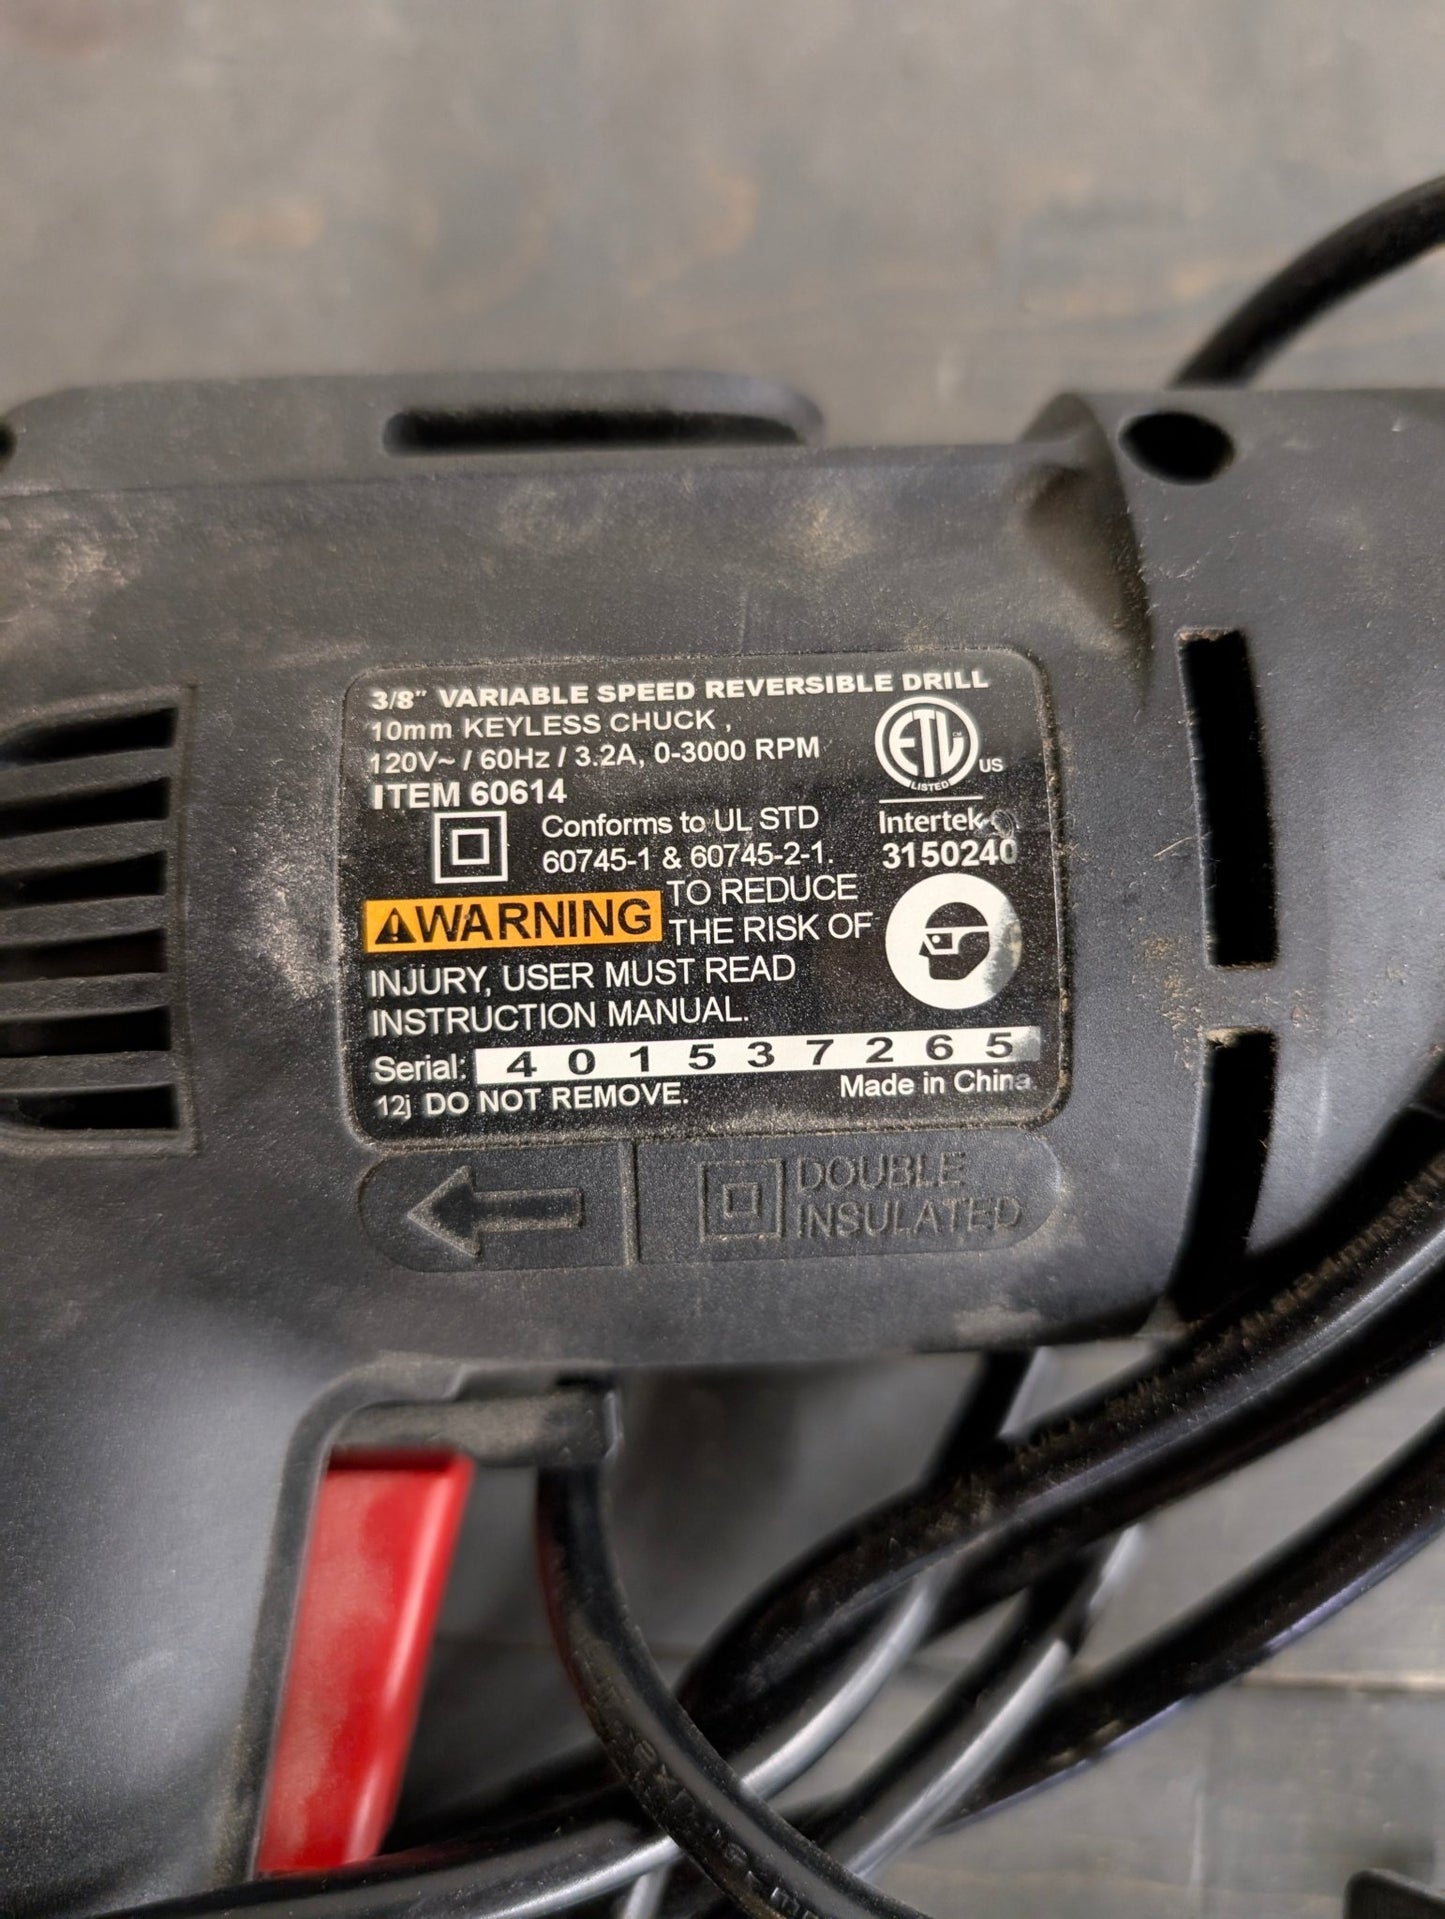 3/8" VARIABLE SPEED REVERSIBLE DRILL
10mm KEYLESS CHUCK ,
120V~ / 60Hz / 3.2A, 0-3000 RPM
ITEM 60614
ETL
LISTED
US
Intertek
3150240
Conforms to UL STD
60745-1 & 60745-2-1.
WARNING TO REDUCE
THE RISK OF
INJURY, USER MUST READ
INSTRUCTION MANUAL.
Serial: 401537265
12j DO NOT REMOVE. Made in China.
DOUBLE
INSULATED